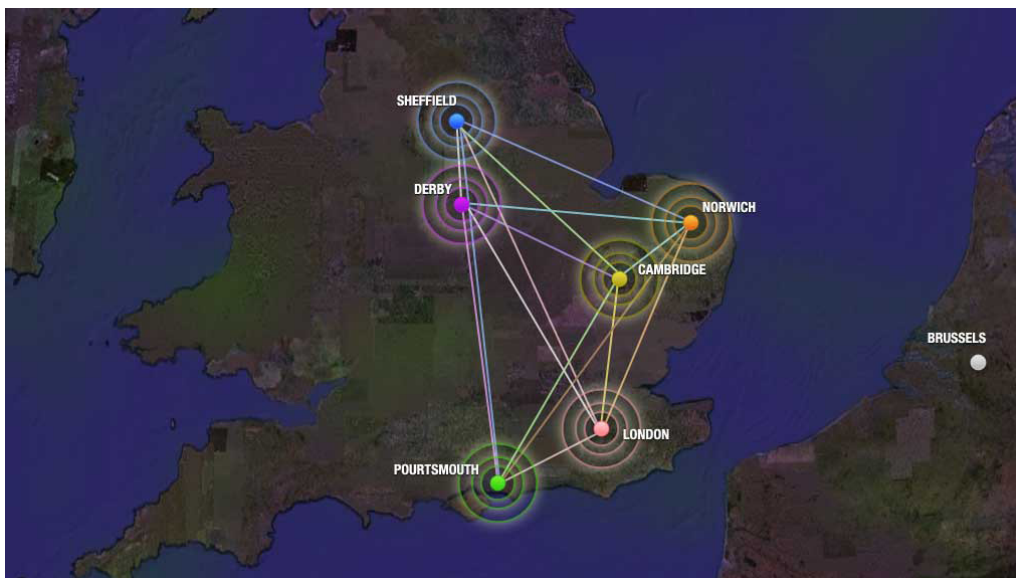 SHEFFIELD
DERBY
NORWICH
CAMBRIDGE
BRUSSELS
LONDON
POURTSMOUTH